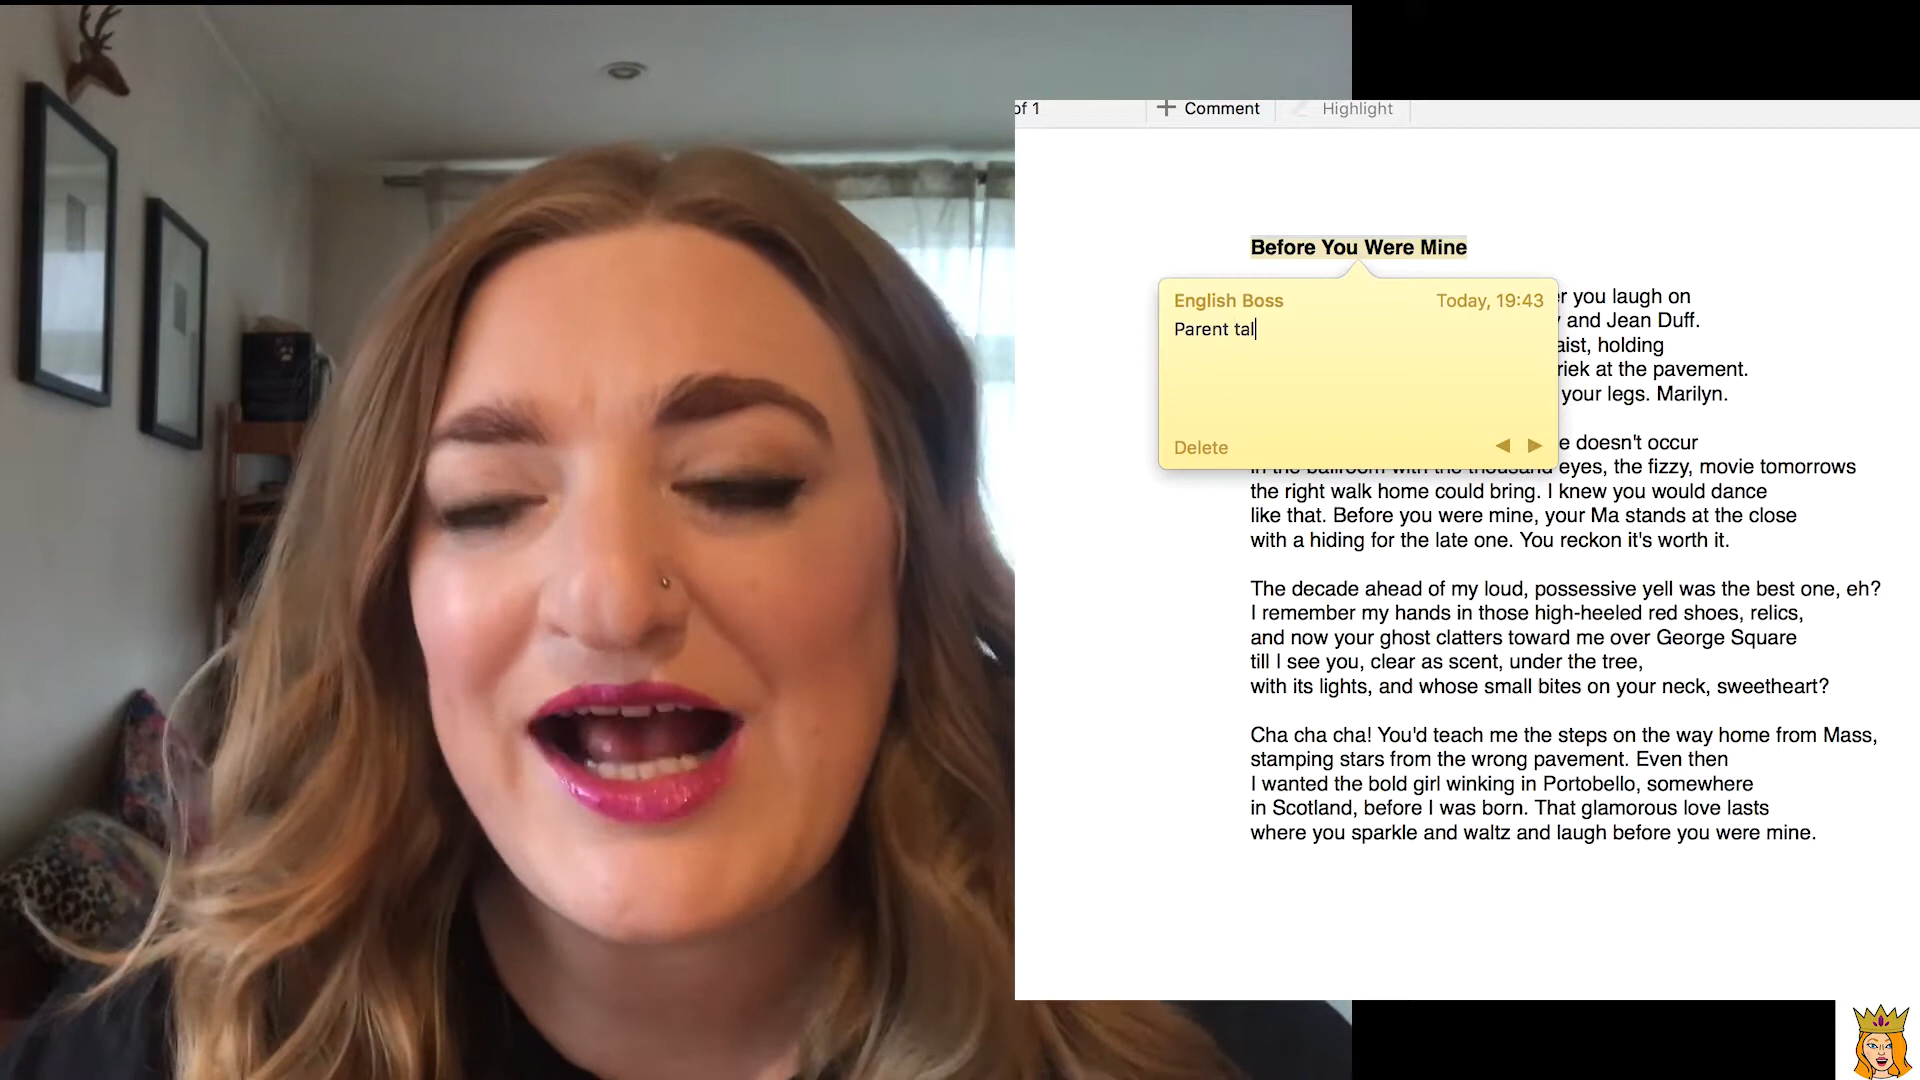 of 1
Comment
Highlight
Before You Were Mine
English Boss
Today, 19:43
Parent tal
Delete
you laugh on
and Jean Duff.
holding
at the pavement.
your legs. Marilyn.
doesn't occur
in the ballroom with the thousand eyes, the fizzy, movie tomorrows
the right walk home could bring. I knew you would dance
like that. Before you were mine, your Ma stands at the close
with a hiding for the late one. You reckon it's worth it.
The decade ahead of my loud, possessive yell was the best one, eh?
I remember my hands in those high-heeled red shoes, relics,
and now your ghost clatters toward me over George Square
till I see you, clear as scent, under the tree,
with its lights, and whose small bites on your neck, sweetheart?
Cha cha cha! You'd teach me the steps on the way home from Mass,
stamping stars from the wrong pavement. Even then
I wanted the bold girl winking in Portobello, somewhere
in Scotland, before I was born. That glamorous love lasts
where you sparkle and waltz and laugh before you were mine.